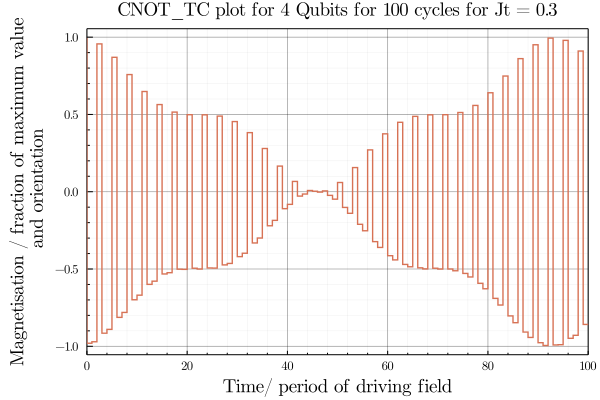 CNOT_TC plot for 4 Qubits for 100 cycles for Jt = 0.3
Magnetisation / fraction of maximum value
and orientation
1.0
0.5
0.0
−0.5
−1.0
0 20 40 60 80 100
Time/ period of driving field